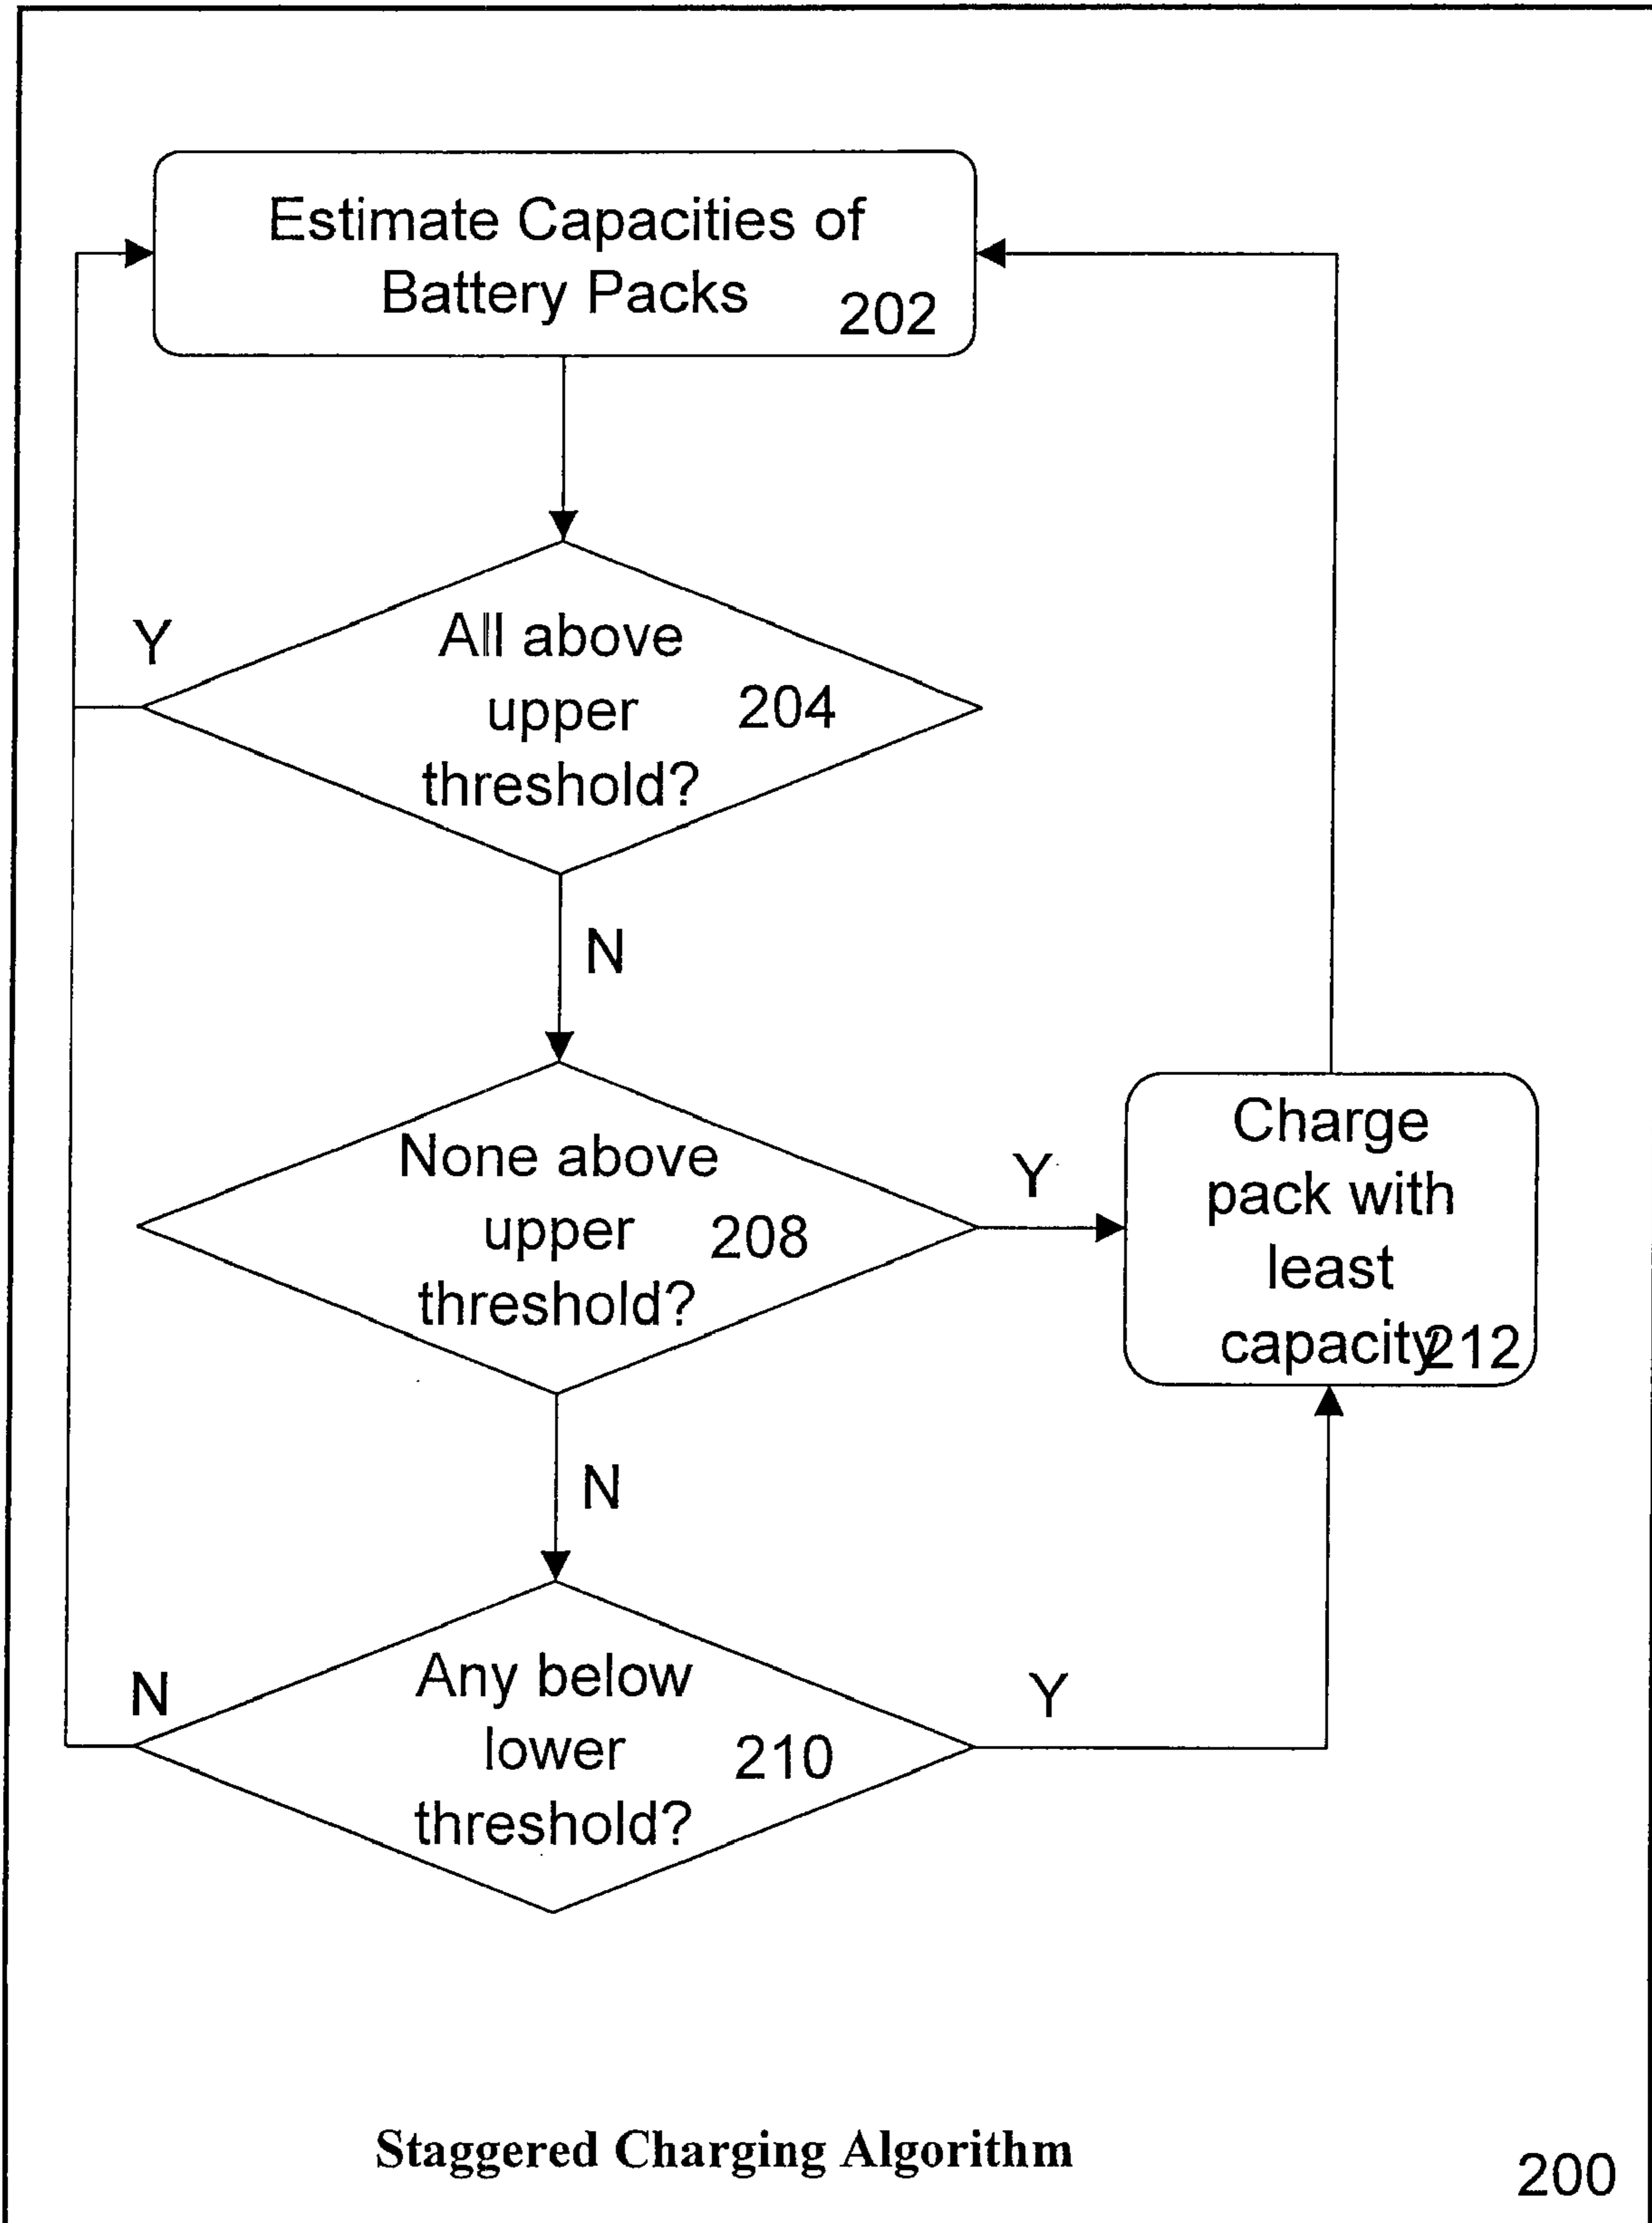 Estimate Capacities of
Battery Packs 202
Y
All above
upper 204
threshold?
N
None above
upper 208
threshold?
Y
Charge
pack with
least
capacity 212
N
Any below
lower 210
threshold?
N
Y
Staggered Charging Algorithm
200